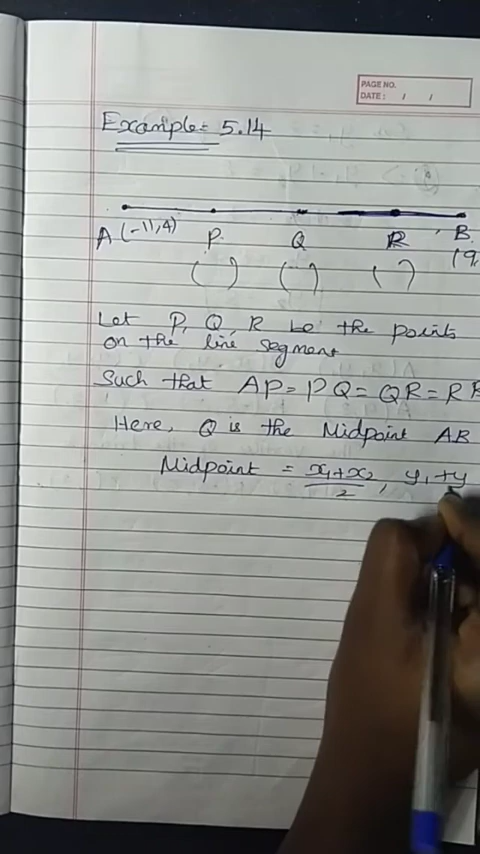 PAGE NO.
DATE : / /
Example: 5.14
A (-11,4) P Q R B
( ) ( ) ( ) (9,
Let P, Q, R be the points
on the line segment
Such that AP = PQ = QR = R
Here, Q is the Midpoint AB
Midpoint = x₁+x₂/2, y₁+y